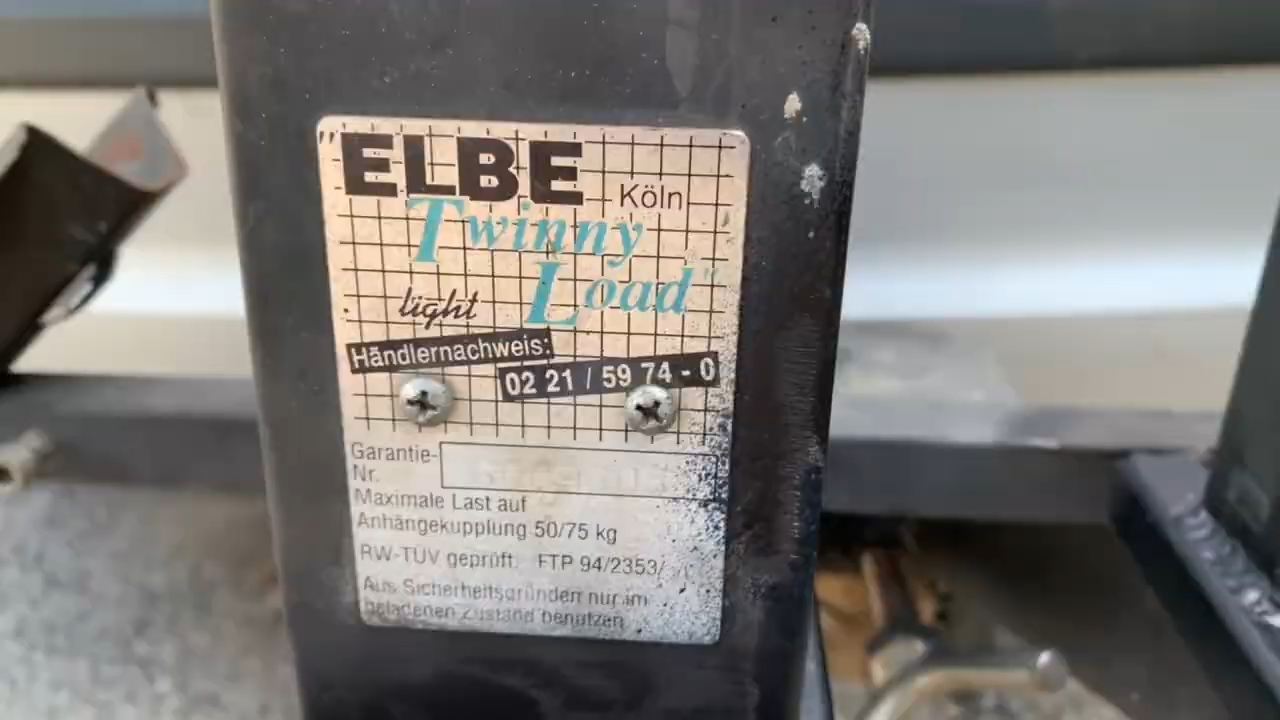 "ELBE Köln
Twinny
light Load"
Händlernachweis:
02 21 / 59 74 - 0
Garantie-
Nr.
Maximale Last auf
Anhängekupplung 50/75 kg
RW-TÜV geprüft: FTP 94/2353/
Aus Sicherheitsgründen nur im
beladenen Zustand benutzen